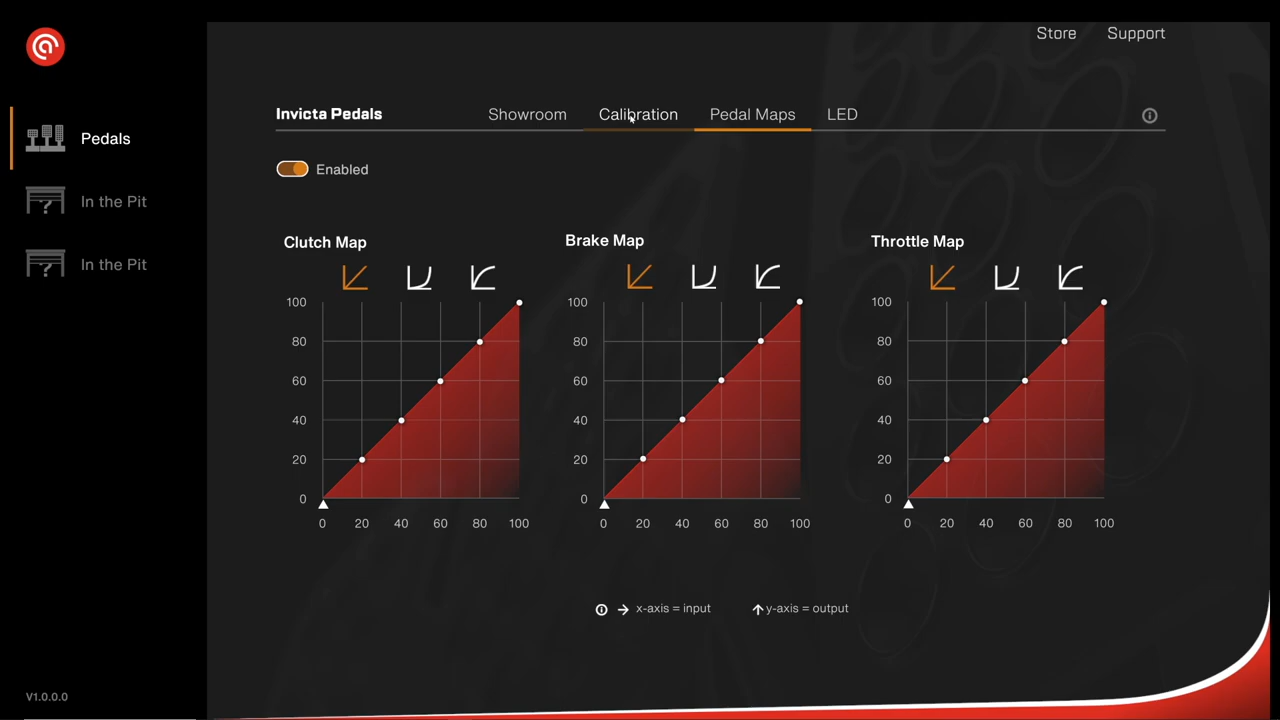 Store Support
Invicta Pedals Showroom Calibration Pedal Maps LED
Pedals
Enabled
In the Pit
In the Pit
Clutch Map
100
80
60
40
20
0
0 20 40 60 80 100
Brake Map
100
80
60
40
20
0
0 20 40 60 80 100
Throttle Map
100
80
60
40
20
0
0 20 40 60 80 100
x-axis = input y-axis = output
V1.0.0.0